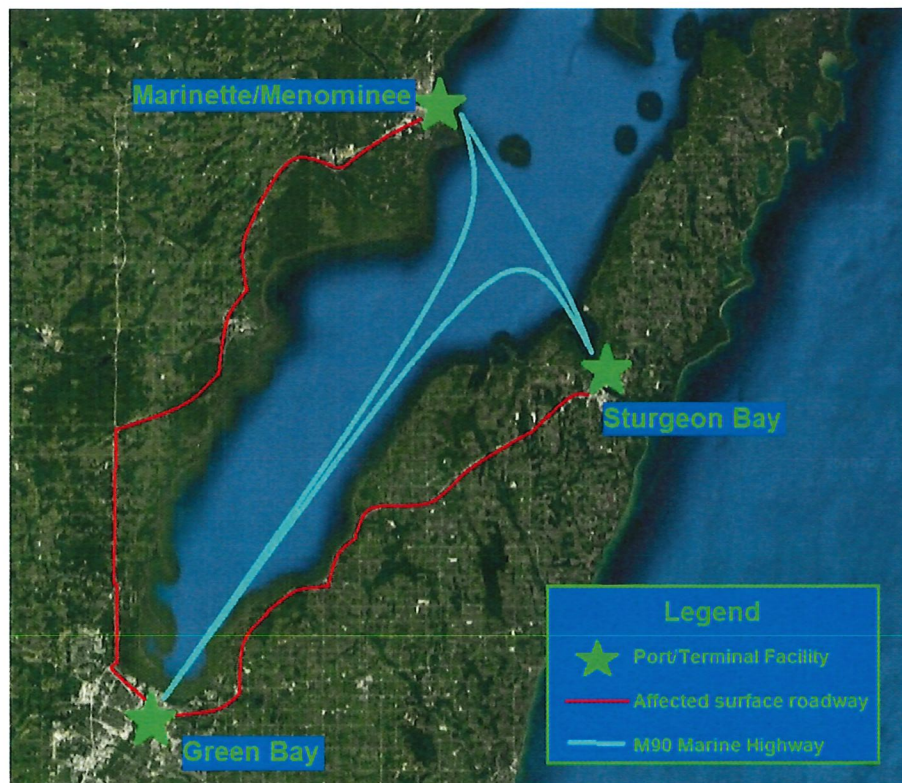 Marinette/Menominee
Sturgeon Bay
Green Bay
Legend
Port/Terminal Facility
Affected surface roadway
M90 Marine Highway